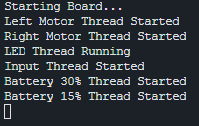 Starting Board...
Left Motor Thread Started
Right Motor Thread Started
LED Thread Running
Input Thread Started
Battery 30% Thread Started
Battery 15% Thread Started